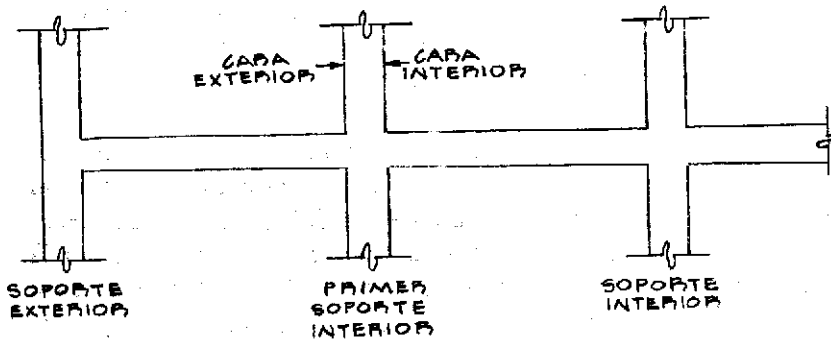 CARA
EXTERIOR
CARA
INTERIOR
SOPORTE
EXTERIOR
PRIMER
SOPORTE
INTERIOR
SOPORTE
INTERIOR